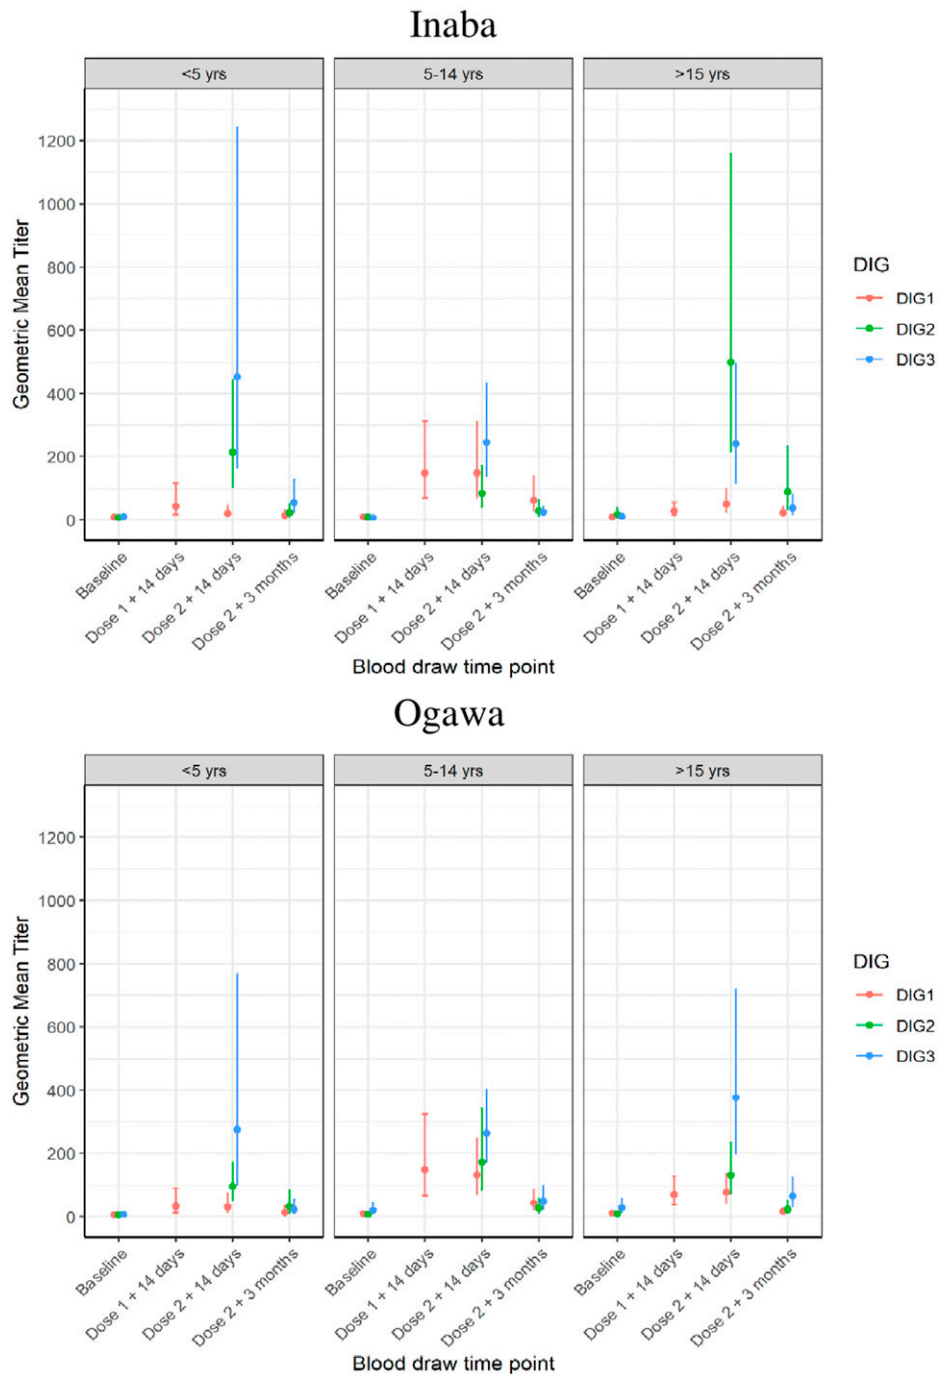 Inaba
<5 yrs
5-14 yrs
>15 yrs
Geometric Mean Titer
1200
1000
800
600
400
200
0
Baseline
Dose 1 + 14 days
Dose 2 + 14 days
Dose 2 + 3 months
Baseline
Dose 1 + 14 days
Dose 2 + 14 days
Dose 2 + 3 months
Baseline
Dose 1 + 14 days
Dose 2 + 14 days
Dose 2 + 3 months
Blood draw time point
DIG
DIG1
DIG2
DIG3
Ogawa
<5 yrs
5-14 yrs
>15 yrs
Geometric Mean Titer
1200
1000
800
600
400
200
0
Baseline
Dose 1 + 14 days
Dose 2 + 14 days
Dose 2 + 3 months
Baseline
Dose 1 + 14 days
Dose 2 + 14 days
Dose 2 + 3 months
Baseline
Dose 1 + 14 days
Dose 2 + 14 days
Dose 2 + 3 months
Blood draw time point
DIG
DIG1
DIG2
DIG3